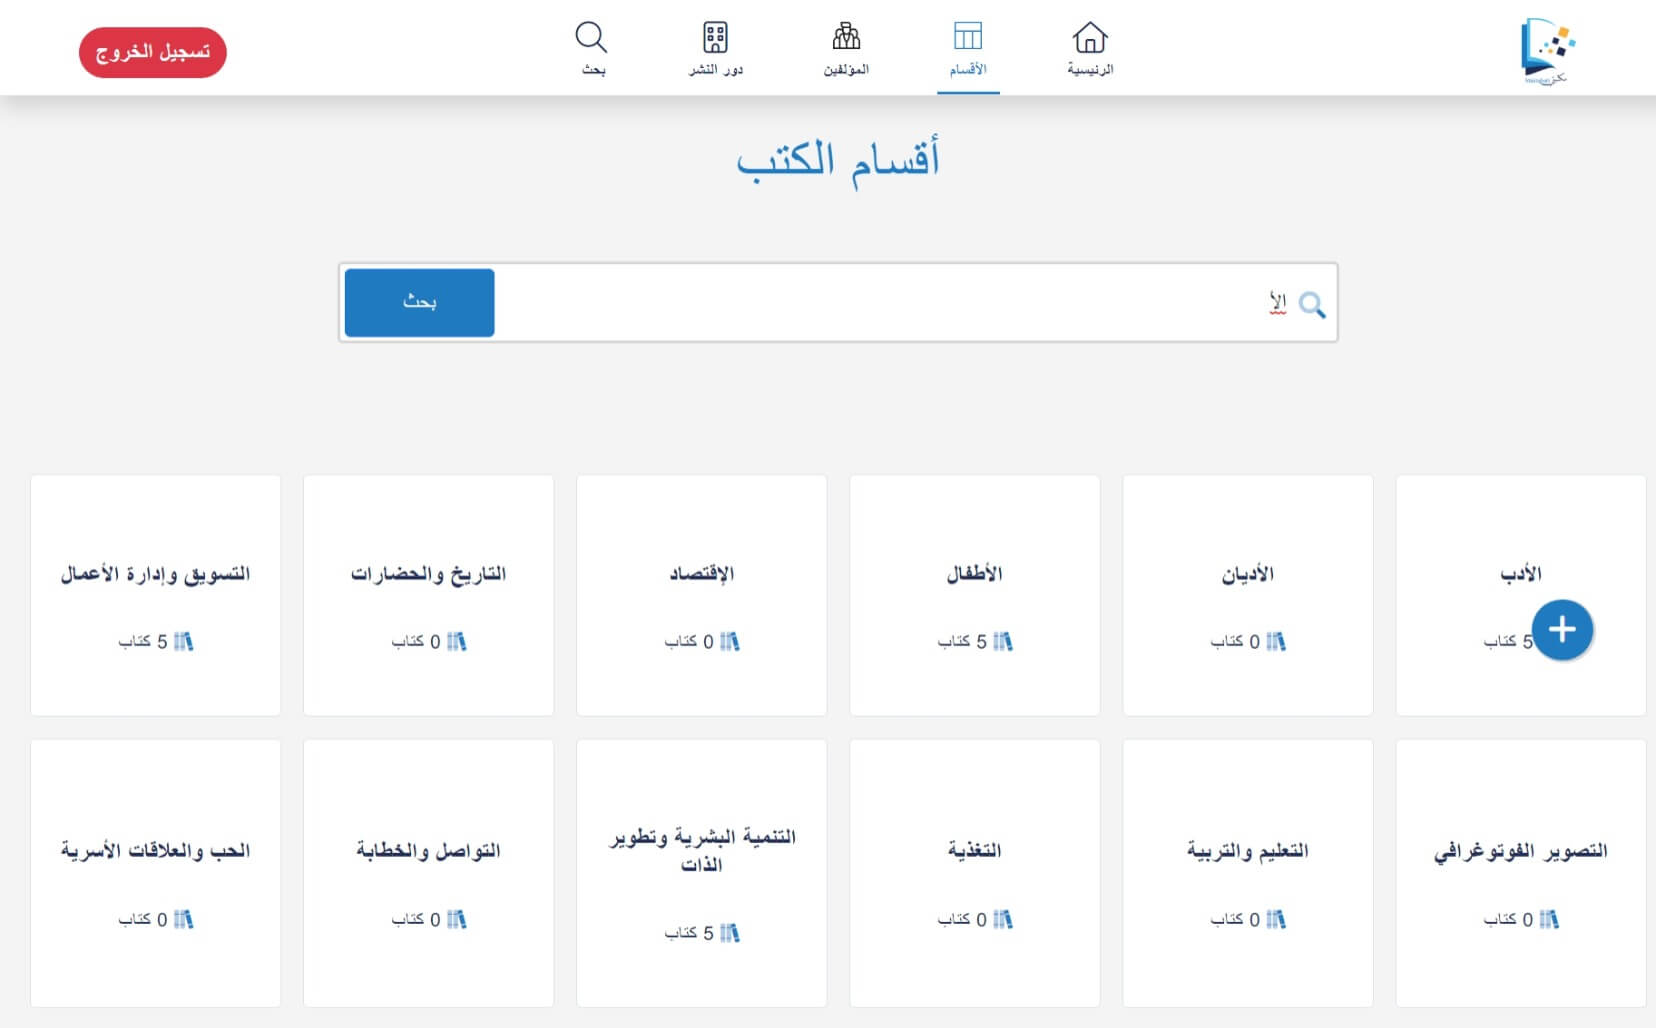 الرئيسية
الأقسام
المؤلفين
دور النشر
بحث
تسجيل الخروج
أقسام الكتب
الأ
بحث
الأدب
5 كتاب
الأديان
0 كتاب
الأطفال
5 كتاب
الإقتصاد
0 كتاب
التاريخ والحضارات
0 كتاب
التسويق وإدارة الأعمال
5 كتاب
التصوير الفوتوغرافي
0 كتاب
التعليم والتربية
0 كتاب
التغذية
0 كتاب
التنمية البشرية وتطوير
الذات
5 كتاب
التواصل والخطابة
0 كتاب
الحب والعلاقات الأسرية
0 كتاب